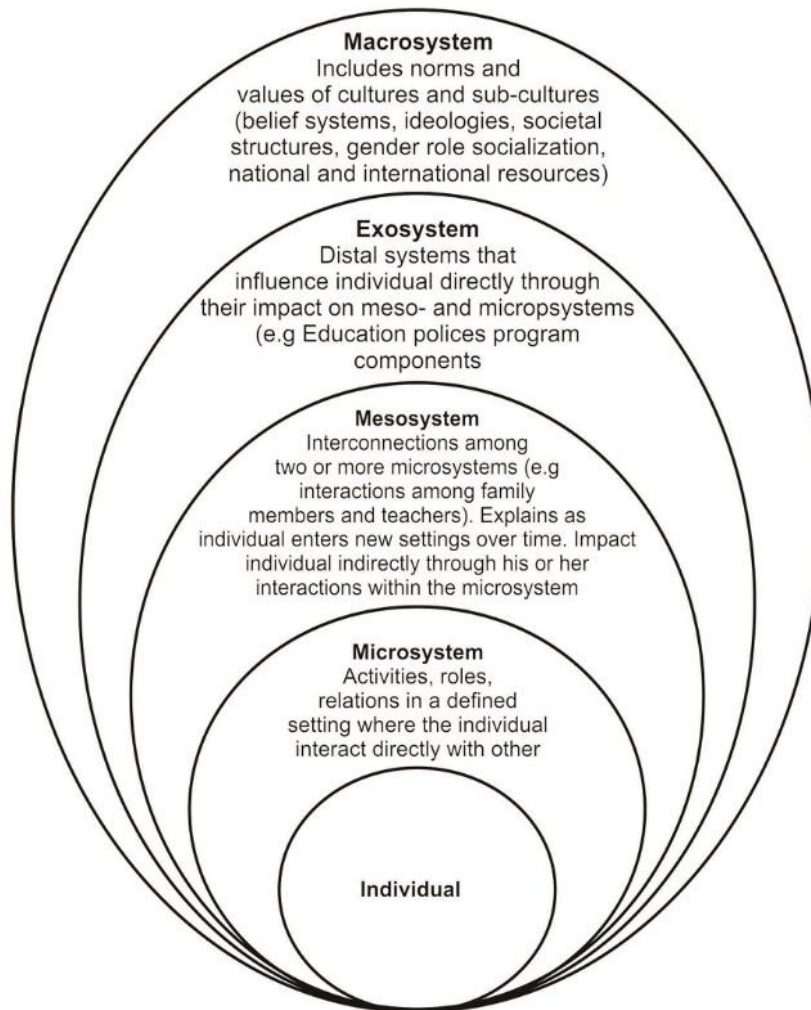 Macrosystem
Includes norms and
values of cultures and sub-cultures
(belief systems, ideologies, societal
structures, gender role socialization,
national and international resources)
Exosystem
Distal systems that
influence individual directly through
their impact on meso- and micropsystems
(e.g Education polices program
components
Mesosystem
Interconnections among
two or more microsystems (e.g
interactions among family
members and teachers). Explains as
individual enters new settings over time. Impact
individual indirectly through his or her
interactions within the microsystem
Microsystem
Activities, roles,
relations in a defined
setting where the individual
interact directly with other
Individual